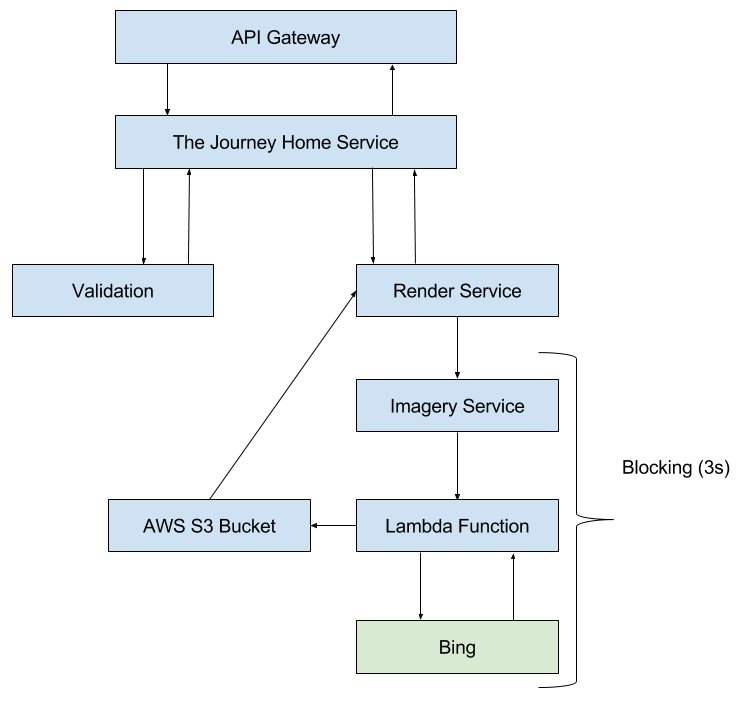 API Gateway
The Journey Home Service
Validation
Render Service
Imagery Service
Blocking (3s)
AWS S3 Bucket
Lambda Function
Bing